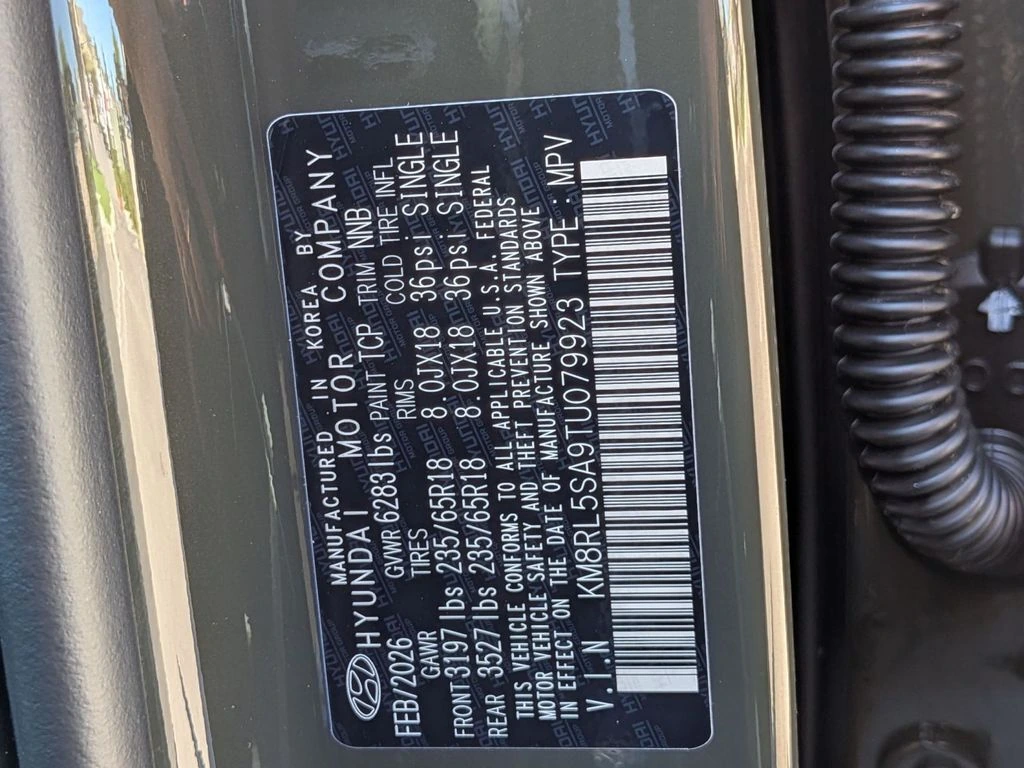 MANUFACTURED IN KOREA BY
HYUNDAI MOTOR COMPANY
FEB/2026 GVWR 6283lbs PAINT TCP TRIM NNB
GAWR TIRES RIMS COLD TIRE INFL
FRONT 3197lbs 235/65R18 8.0JX18 36psi SINGLE
REAR 3527lbs 235/65R18 8.0JX18 36psi SINGLE
THIS VEHICLE CONFORMS TO ALL APPLICABLE U.S.A. FEDERAL
MOTOR VEHICLE SAFETY AND THEFT PREVENTION STANDARDS
IN EFFECT ON THE DATE OF MANUFACTURE SHOWN ABOVE
V.I.N KM8RL5SA9TU079923 TYPE : MPV